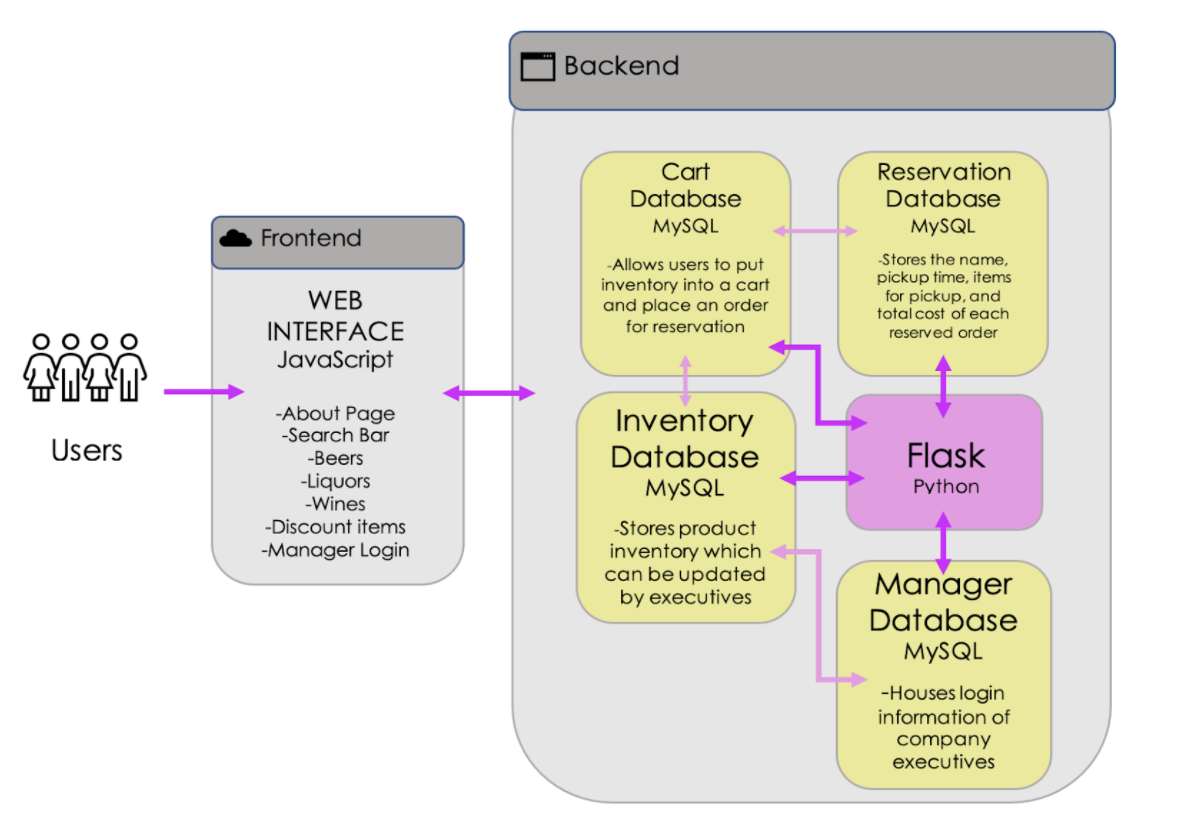 Backend
Cart
Database
MySQL
-Allows users to put
inventory into a cart
and place an order
for reservation
Reservation
Database
MySQL
-Stores the name,
pickup time, items
for pickup, and
total cost of each
reserved order
Frontend
WEB
INTERFACE
JavaScript
-About Page
-Search Bar
-Beers
-Liquors
-Wines
-Discount items
-Manager Login
Users
Inventory
Database
MySQL
-Stores product
inventory which
can be updated
by executives
Flask
Python
Manager
Database
MySQL
-Houses login
information of
company
executives